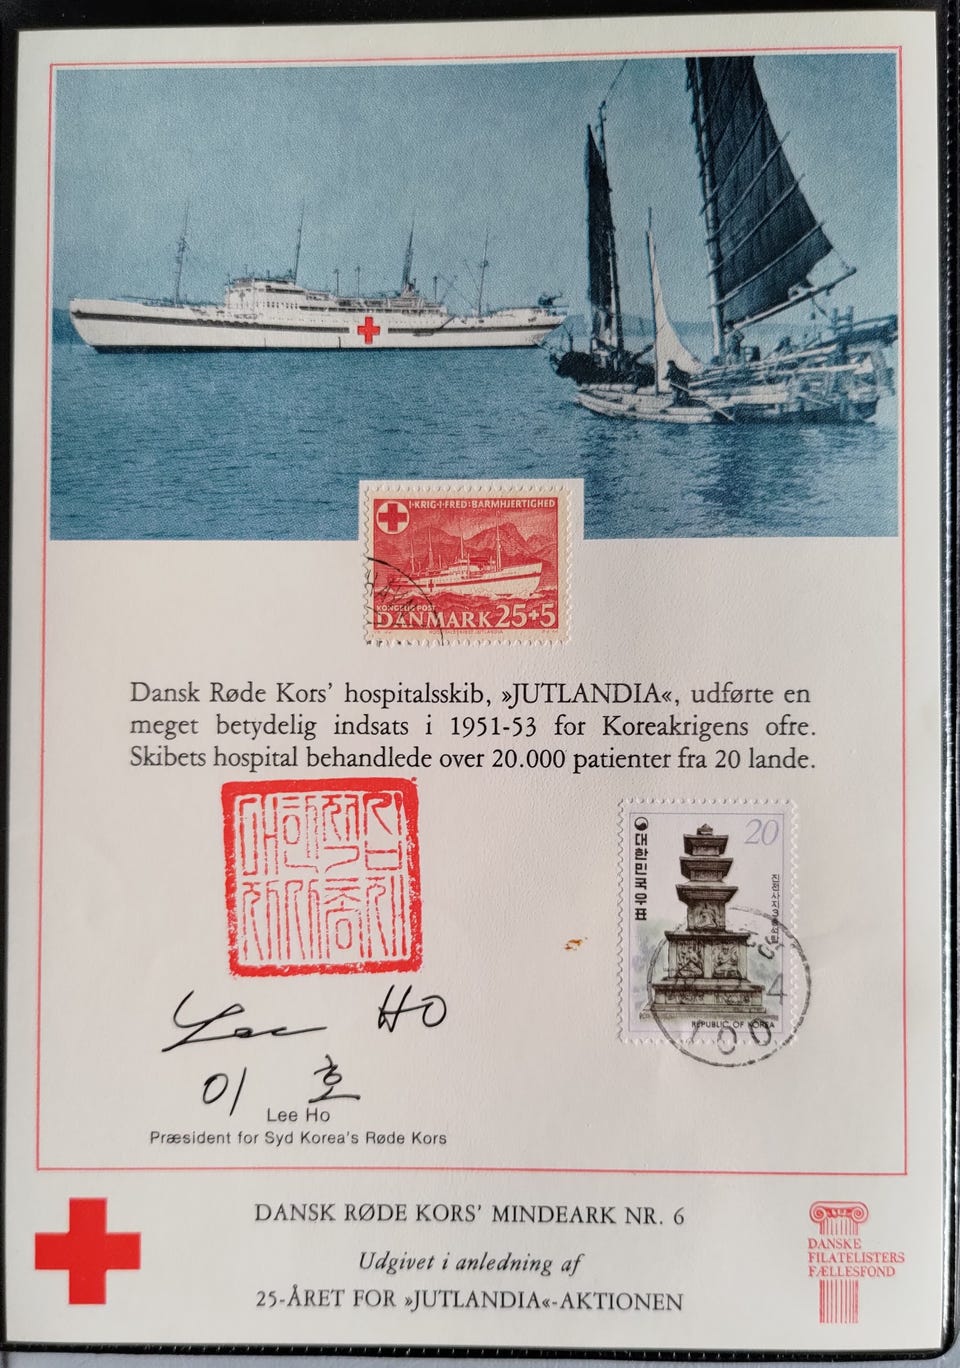 I·KRIG·I·FRED·BARMHJERTIGHED
KONGELIG POST
DANMARK 25+5
HOSPITALSSKIBET JUTLANDIA
Dansk Røde Kors’ hospitalsskib, »JUTLANDIA«, udførte en
meget betydelig indsats i 1951-53 for Koreakrigens ofre.
Skibets hospital behandlede over 20.000 patienter fra 20 lande.
20
대한민국우표
REPUBLIC OF KOREA
Lee Ho
이 호
Lee Ho
Præsident for Syd Korea's Røde Kors
DANSK RØDE KORS’ MINDEARK NR. 6
Udgivet i anledning af
25-ÅRET FOR »JUTLANDIA«-AKTIONEN
DANSKE
FILATELISTERS
FÆLLESFOND